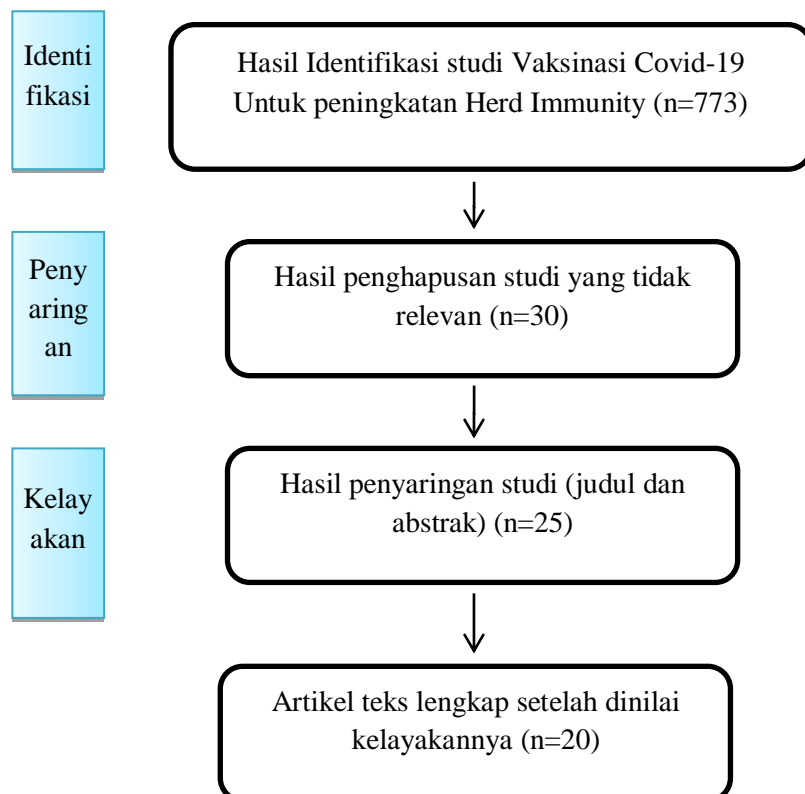 Identi
fikasi
Hasil Identifikasi studi Vaksinasi Covid-19
Untuk peningkatan Herd Immunity (n=773)
Peny
aring
an
Hasil penghapusan studi yang tidak
relevan (n=30)
Kelay
akan
Hasil penyaringan studi (judul dan
abstrak) (n=25)
Artikel teks lengkap setelah dinilai
kelayakannya (n=20)